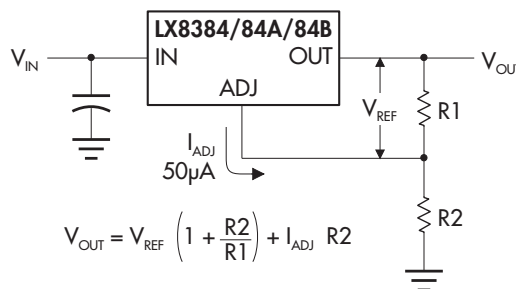 LX8384/84A/84B
V_IN
IN
OUT
V_OUT
ADJ
V_REF
R1
I_ADJ
50µA
R2
V_OUT = V_REF (1 + R2/R1) + I_ADJ R2